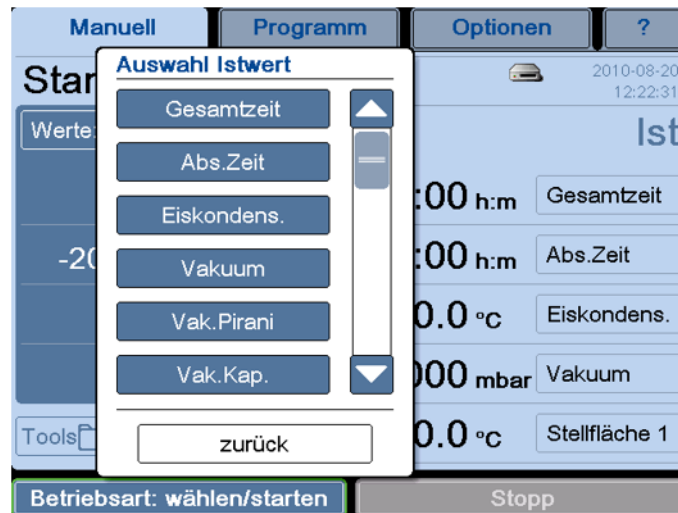 Manuell Programm Optionen ?
Auswahl Istwert
Star
2010-08-20
12:22:31
Werte:
Ist
Gesamtzeit
Abs.Zeit
Eiskondens.
Vakuum
Vak.Pirani
Vak.Kap.
zurück
-20
:00 h:m Gesamtzeit
:00 h:m Abs.Zeit
0.0 °C Eiskondens.
000 mbar Vakuum
0.0 °C Stellfläche 1
Tools
Betriebsart: wählen/starten Stopp